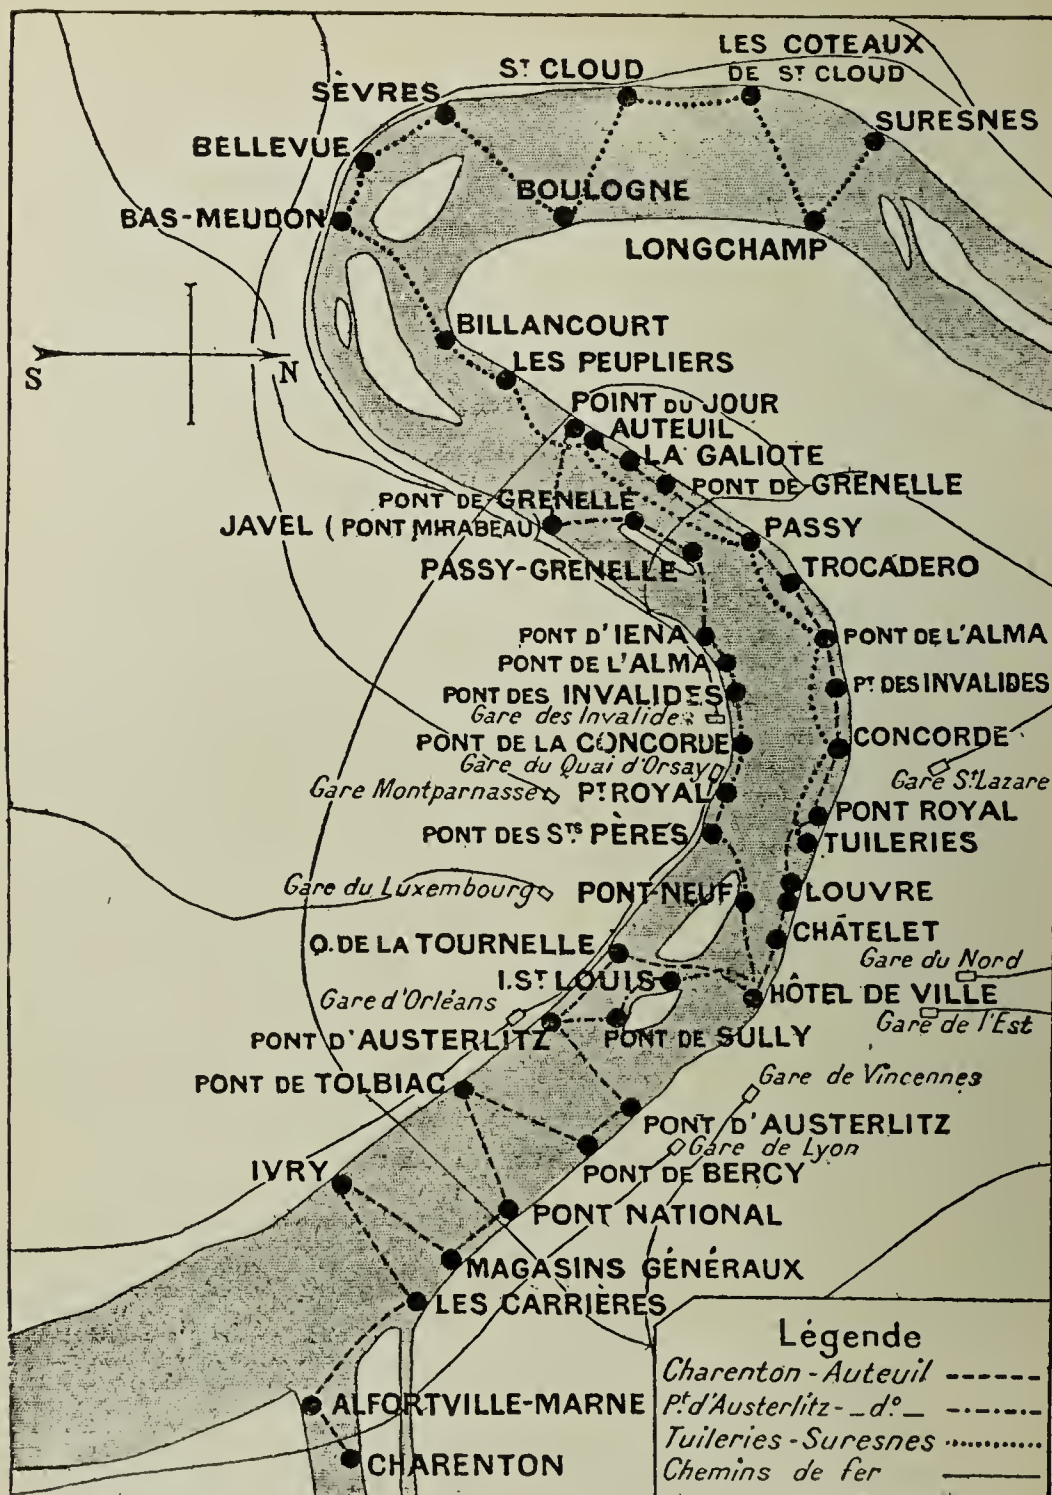 LES COTEAUX
DE Sᵀ CLOUD
Sᵀ CLOUD
SÈVRES
SURESNES
BELLEVUE
BOULOGNE
BAS-MEUDON
LONGCHAMP
BILLANCOURT
S
N
LES PEUPLIERS
POINT DU JOUR
AUTEUIL
LA GALIOTE
PONT DE GRENELLE
PONT DE GRENELLE
JAVEL (PONT MIRABEAU)
PASSY
PASSY-GRENELLE
TROCADERO
PONT D'IENA
PONT DE L'ALMA
PONT DE L'ALMA
PONT DES INVALIDES
Pᵀ DES INVALIDES
Gare des Invalides
PONT DE LA CONCORDE
CONCORDE
Gare du Quai d'Orsay
Gare Sᵗ Lazare
Gare Montparnasse
Pᵀ ROYAL
PONT ROYAL
PONT DES Sᵀˢ PÈRES
TUILERIES
Gare du Luxembourg
PONT-NEUF
LOUVRE
CHÂTELET
Q. DE LA TOURNELLE
Gare du Nord
I. Sᵀ LOUIS
HÔTEL DE VILLE
Gare d'Orléans
Gare de l'Est
PONT D'AUSTERLITZ
PONT DE SULLY
PONT DE TOLBIAC
Gare de Vincennes
PONT D'AUSTERLITZ
Gare de Lyon
IVRY
PONT DE BERCY
PONT NATIONAL
MAGASINS GÉNÉRAUX
LES CARRIÈRES
ALFORTVILLE-MARNE
CHARENTON
Légende
Charenton-Auteuil
Pᵗ d'Austerlitz-_dº_
Tuileries-Suresnes
Chemins de fer